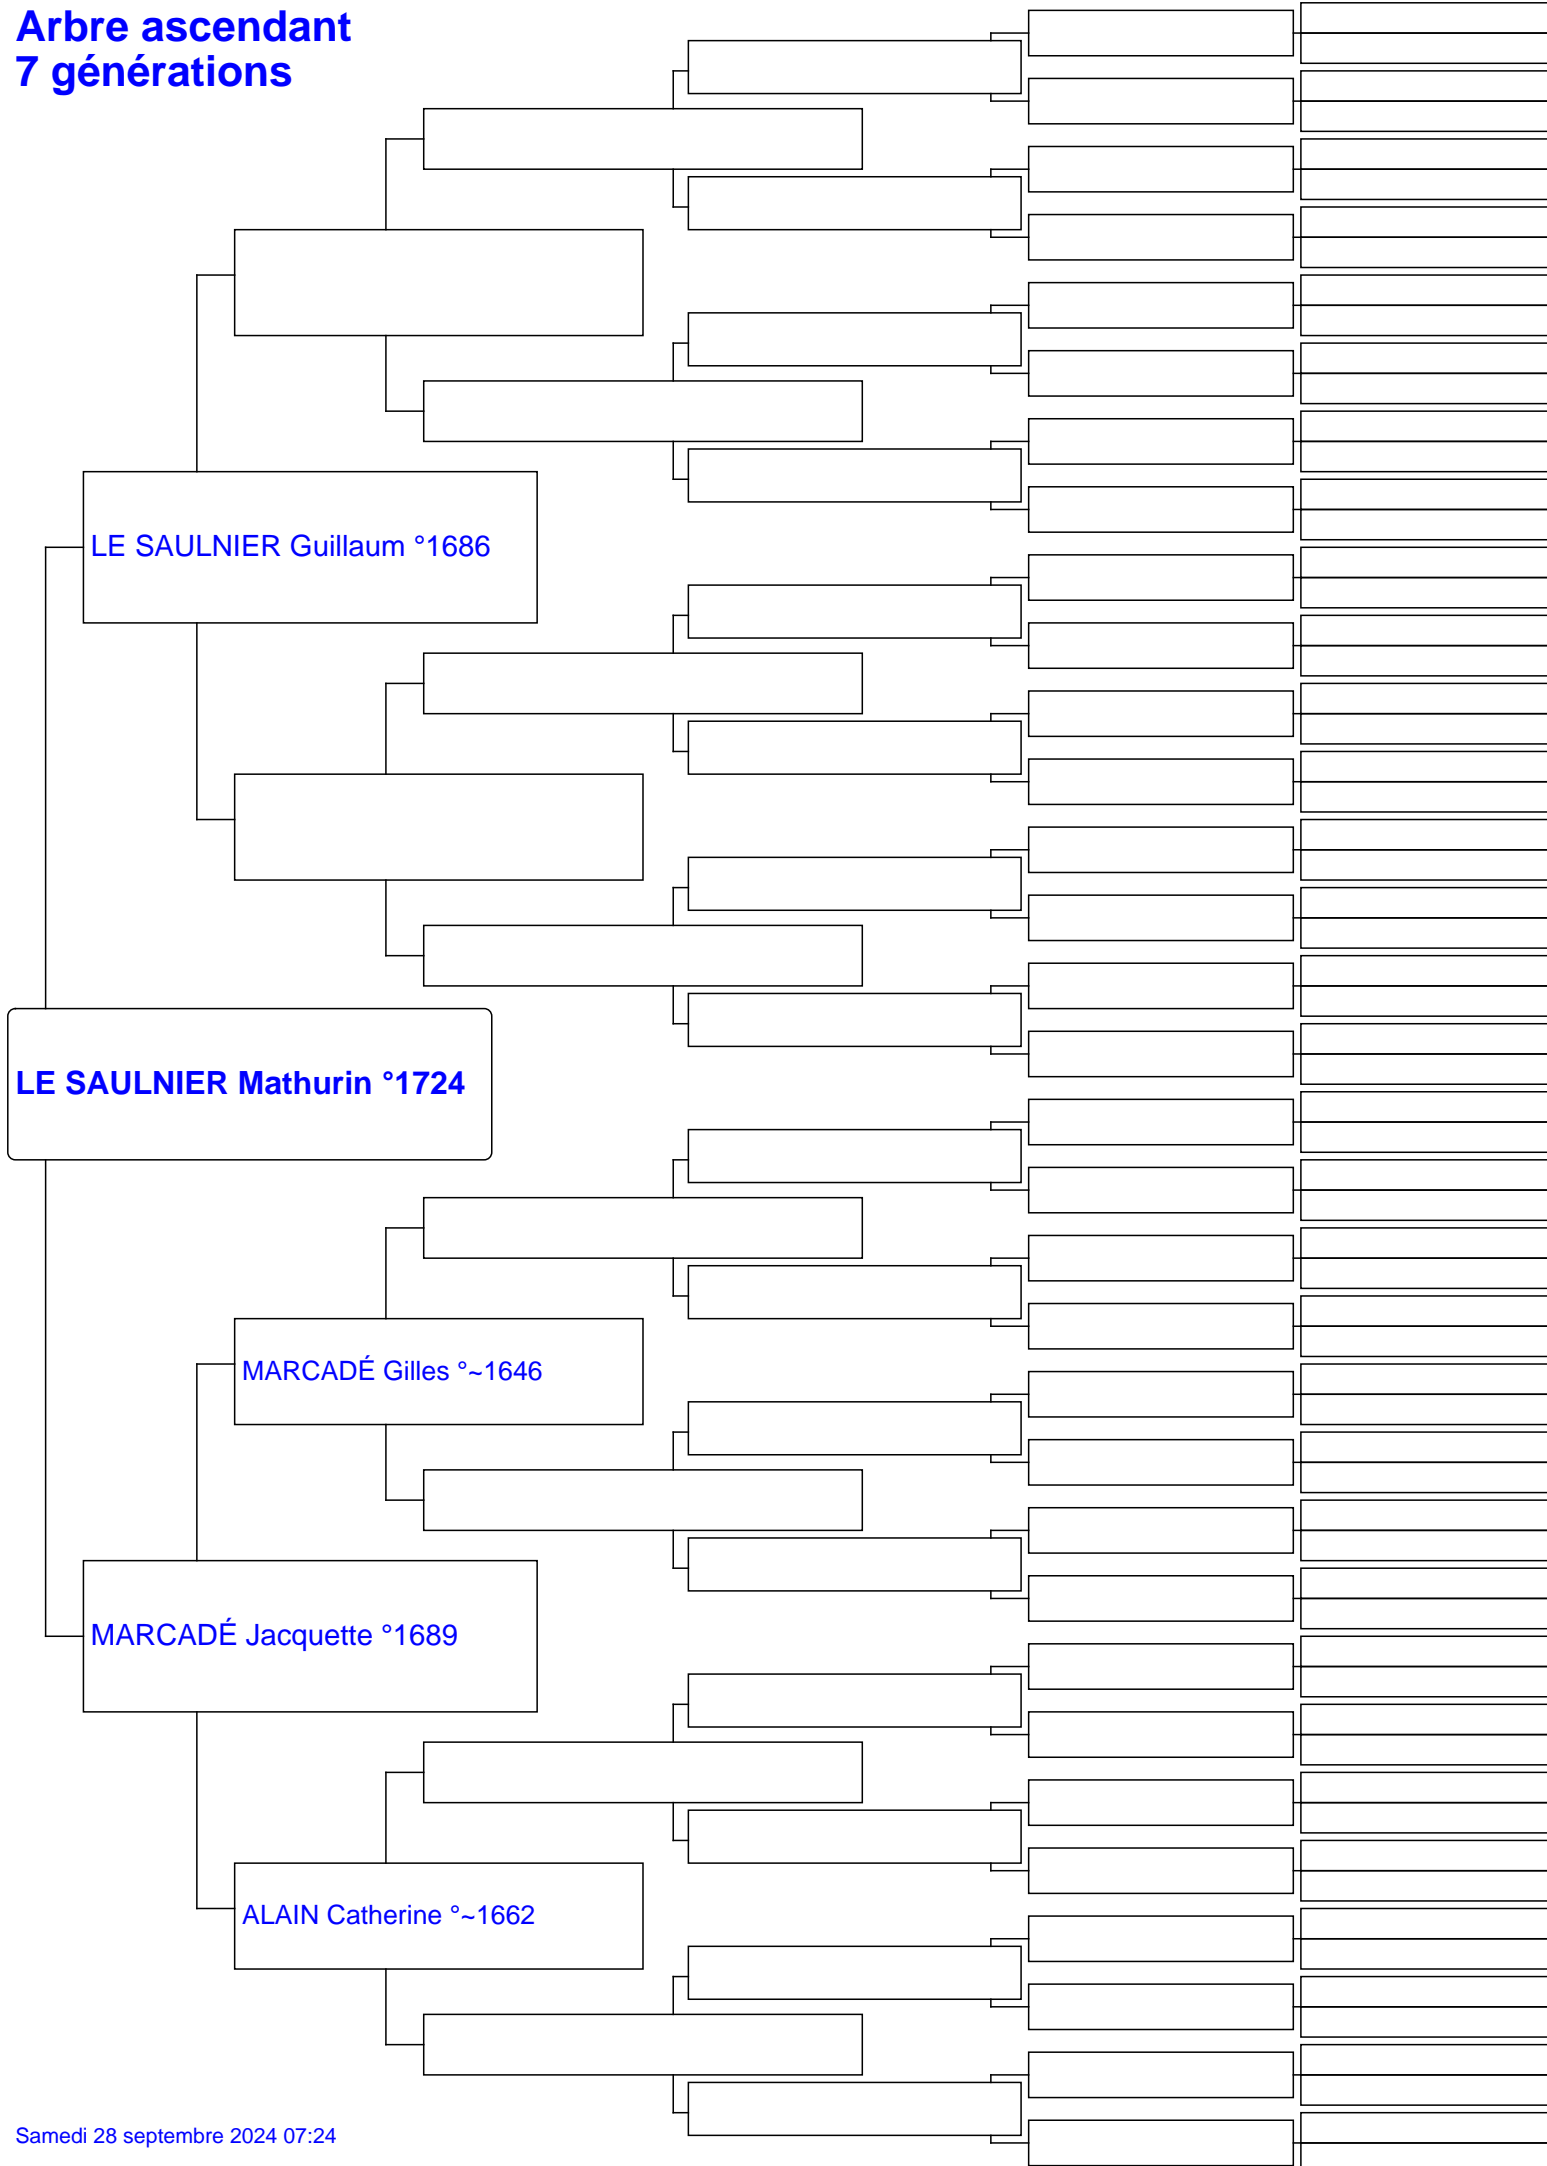 Arbre ascendant
7 générations
LE SAULNIER Guillaum °1686
LE SAULNIER Mathurin °1724
MARCADÉ Gilles °~1646
MARCADÉ Jacquette °1689
ALAIN Catherine °~1662
Samedi 28 septembre 2024 07:24